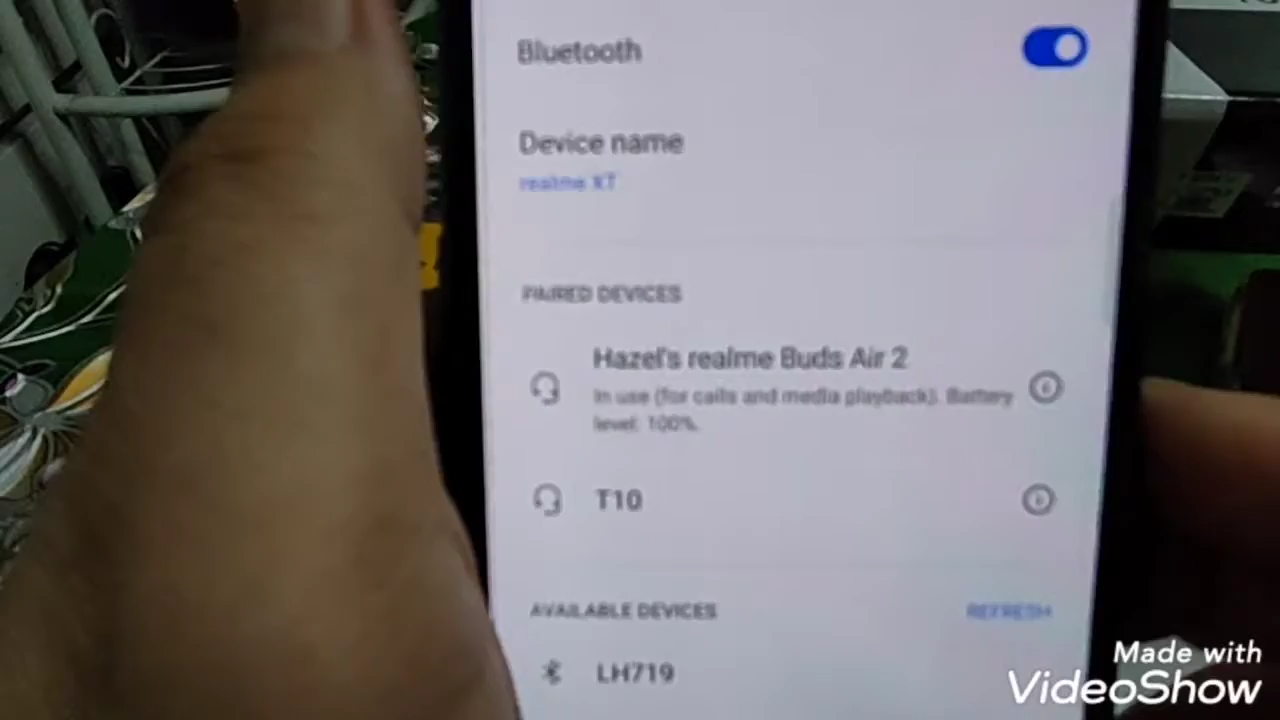 Bluetooth
Device name
realme XT
PAIRED DEVICES
Hazel's realme Buds Air 2
In use (for calls and media playback). Battery
level: 100%.
T10
AVAILABLE DEVICES
REFRESH
LH719
Made with
VideoShow